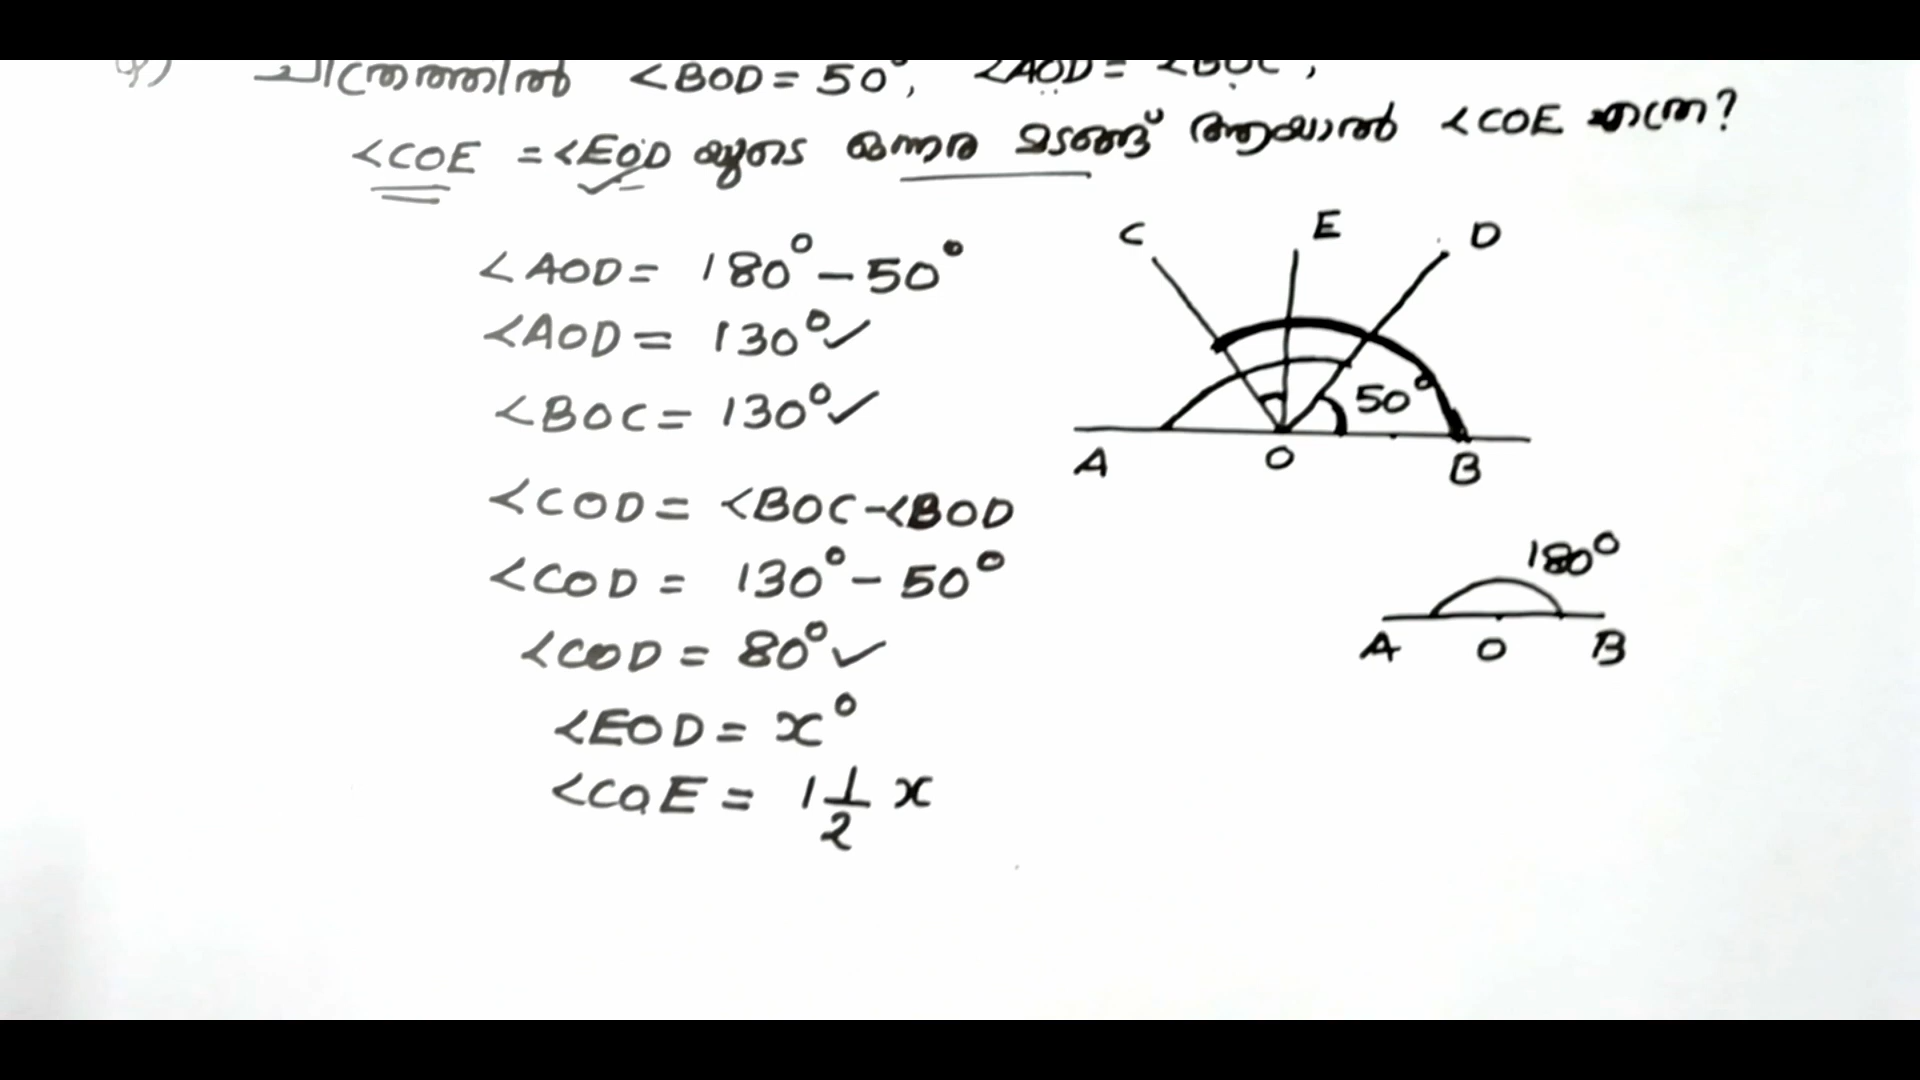 ചിത്രത്തിൽ <BOD = 50°, <AOD = <BOC,
<COE = <EOD യുടെ ഒന്നര മടങ്ങ് ആയാൽ <COE എത്ര?
<AOD = 180° - 50°
<AOD = 130° ✓
<BOC = 130° ✓
<COD = <BOC - <BOD
<COD = 130° - 50°
<COD = 80° ✓
<EOD = x°
<COE = 1 1/2 x
C E D
50°
A O B
180°
A O B